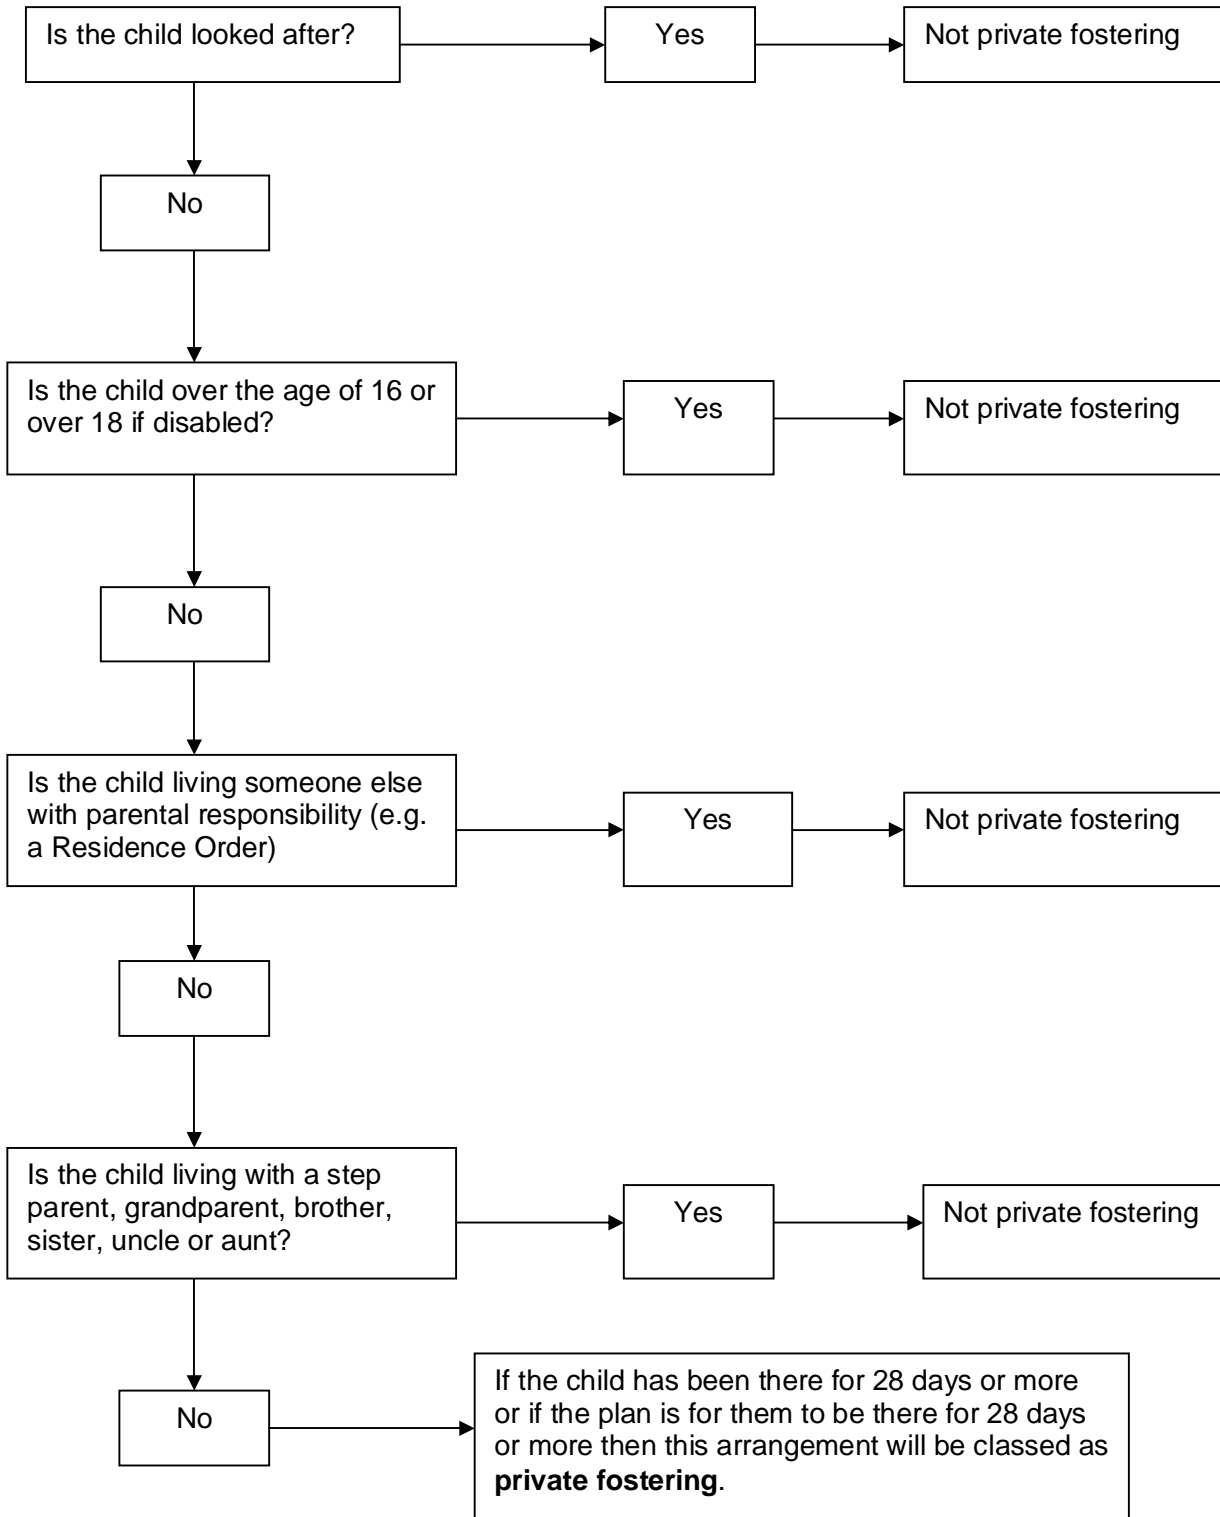 Is the child looked after?
Yes
Not private fostering
No
Is the child over the age of 16 or
over 18 if disabled?
Yes
Not private fostering
No
Is the child living someone else
with parental responsibility (e.g.
a Residence Order)
Yes
Not private fostering
No
Is the child living with a step
parent, grandparent, brother,
sister, uncle or aunt?
Yes
Not private fostering
No
If the child has been there for 28 days or more
or if the plan is for them to be there for 28 days
or more then this arrangement will be classed as
private fostering.